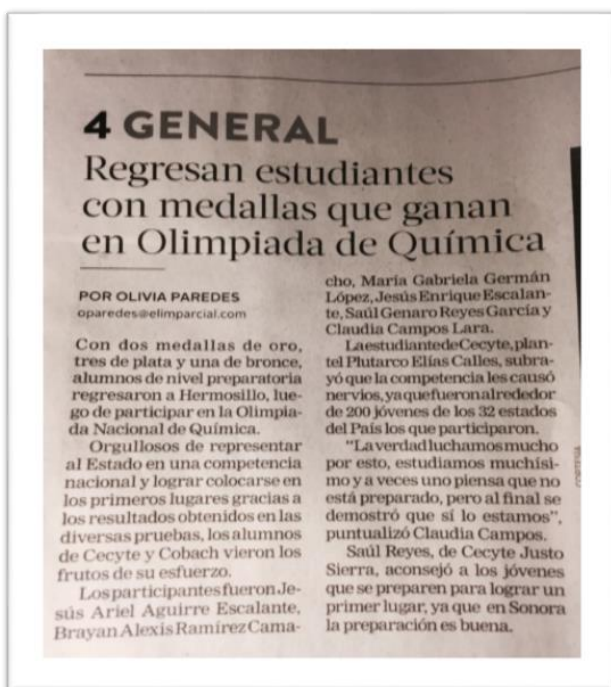 4 GENERAL
Regresan estudiantes
con medallas que ganan
en Olimpiada de Química
POR OLIVIA PAREDES
oparedes@elimparcial.com
Con dos medallas de oro,
tres de plata y una de bronce,
alumnos de nivel preparatoria
regresaron a Hermosillo, lue-
go de participar en la Olimpia-
da Nacional de Química.
Orgullosos de representar
al Estado en una competencia
nacional y lograr colocarse en
los primeros lugares gracias a
los resultados obtenidos en las
diversas pruebas, los alumnos
de Cecyte y Cobach vieron los
frutos de su esfuerzo.
Los participantes fueron Je-
sús Ariel Aguirre Escalante,
Brayan Alexis Ramírez Cama-
cho, María Gabriela Germán
López, Jesús Enrique Escalan-
te, Saúl Genaro Reyes García y
Claudia Campos Lara.
La estudiante de Cecyte, plan-
tel Plutarco Elías Calles, subra-
yó que la competencia les causó
nervios, ya que fueron alrededor
de 200 jóvenes de los 32 estados
del País los que participaron.
"La verdad luchamos mucho
por esto, estudiamos muchísi-
mo y a veces uno piensa que no
está preparado, pero al final se
demostró que sí lo estamos",
puntualizó Claudia Campos.
Saúl Reyes, de Cecyte Justo
Sierra, aconsejó a los jóvenes
que se preparen para lograr un
primer lugar, ya que en Sonora
la preparación es buena.
CORTESÍA